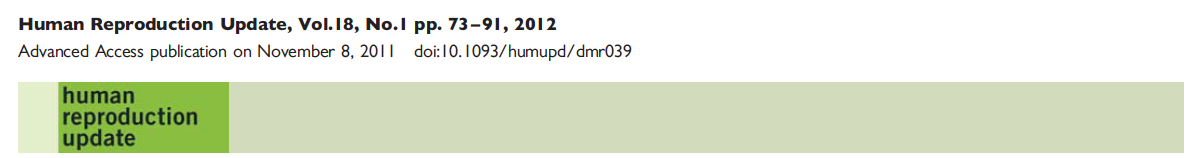 Human Reproduction Update, Vol.18, No.1 pp. 73–91, 2012
Advanced Access publication on November 8, 2011 doi:10.1093/humupd/dmr039
human
reproduction
update